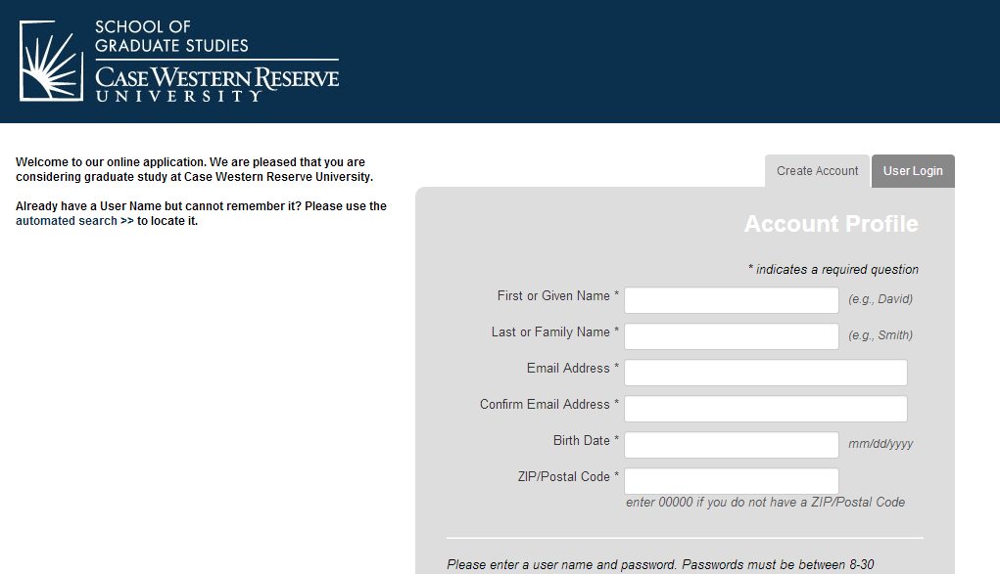 SCHOOL OF
GRADUATE STUDIES
CASE WESTERN RESERVE
UNIVERSITY
Welcome to our online application. We are pleased that you are
considering graduate study at Case Western Reserve University.
Already have a User Name but cannot remember it? Please use the
automated search >> to locate it.
Create Account
User Login
Account Profile
* indicates a required question
First or Given Name * (e.g., David)
Last or Family Name * (e.g., Smith)
Email Address *
Confirm Email Address *
Birth Date * mm/dd/yyyy
ZIP/Postal Code *
enter 00000 if you do not have a ZIP/Postal Code
Please enter a user name and password. Passwords must be between 8-30